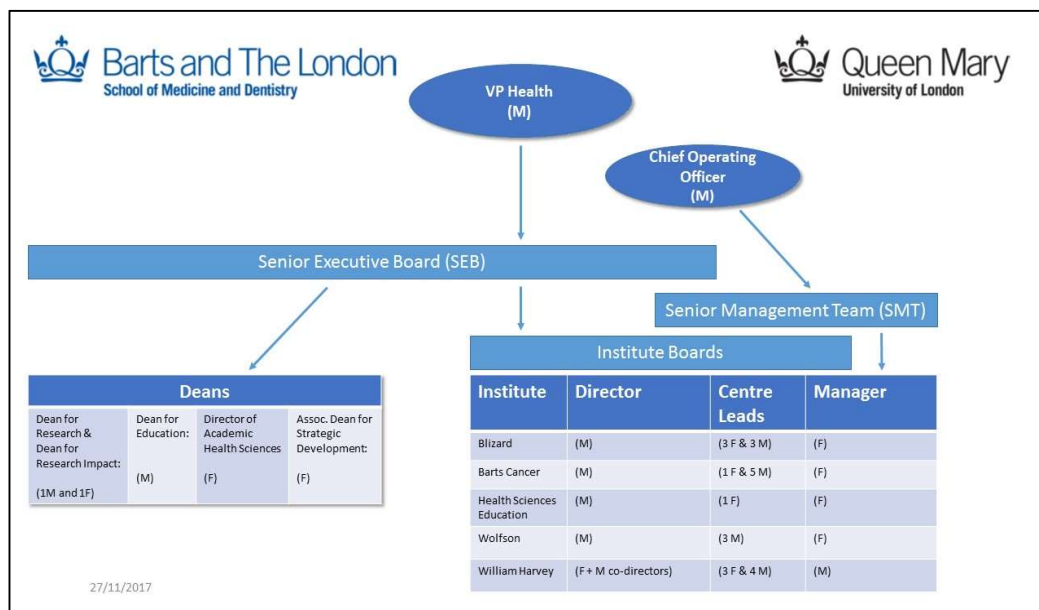 Barts and The London
School of Medicine and Dentistry
Queen Mary
University of London
VP Health
(M)
Chief Operating
Officer
(M)
Senior Executive Board (SEB)
Senior Management Team (SMT)
Institute Boards
Deans
Dean for
Research &
Dean for
Research Impact:
(1M and 1F)
Dean for
Education:
(M)
Director of
Academic
Health Sciences
(F)
Assoc. Dean for
Strategic
Development:
(F)
Institute Director Centre Leads Manager
Blizard (M) (3 F & 3 M) (F)
Barts Cancer (M) (1 F & 5 M) (F)
Health Sciences Education (M) (1 F) (F)
Wolfson (M) (3 M) (F)
William Harvey (F + M co-directors) (3 F & 4 M) (M)
27/11/2017